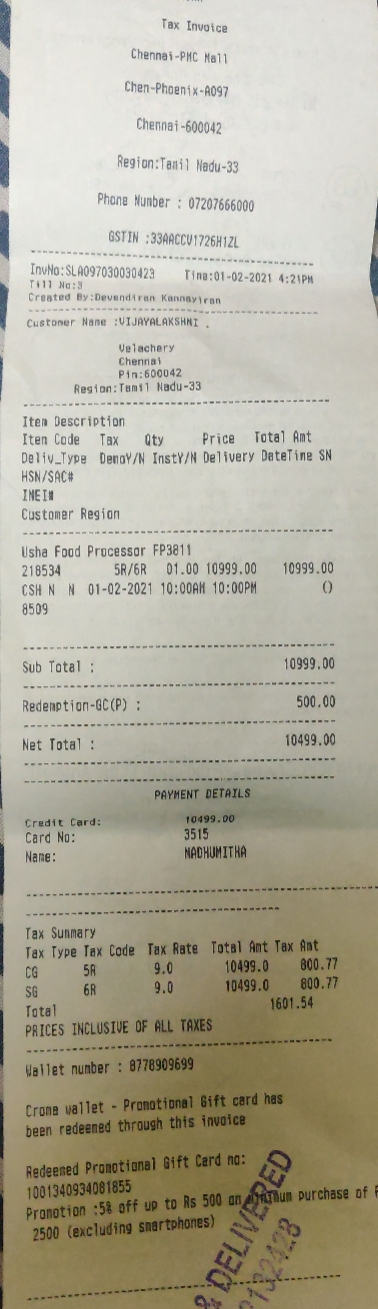 Tax Invoice
Chennai-PMC Mall
Chen-Phoenix-A097
Chennai-600042
Region:Tamil Nadu-33
Phone Number : 07207666000
GSTIN :33AACCV1726H1ZL
InvNo:SLA097030030423 Time:01-02-2021 4:21PM
Till No:3
Created By:Devendiran Kannayiran
Customer Name :VIJAYALAKSHMI .
Velachery
Chennai
Pin:600042
Region:Tamil Nadu-33
Item Description
Item Code Tax Qty Price Total Amt
Deliv_Type DemoY/N InstY/N Delivery DateTime SN
HSN/SAC#
IMEI#
Customer Region
Usha Food Processor FP3811
218534 5R/6R 01.00 10999.00 10999.00
CSH N N 01-02-2021 10:00AM 10:00PM ()
8509
Sub Total : 10999.00
Redemption-GC(P) : 500.00
Net Total : 10499.00
PAYMENT DETAILS
Credit Card: 10499.00
Card No: 3515
Name: MADHUMITHA
Tax Summary
Tax Type Tax Code Tax Rate Total Amt Tax Amt
CG 5R 9.0 10499.0 800.77
SG 6R 9.0 10499.0 800.77
Total 1601.54
PRICES INCLUSIVE OF ALL TAXES
Wallet number : 8778909699
Croma wallet - Promotional Gift card has
been redeemed through this invoice
Redeemed Promotional Gift Card no:
1001340934081855
Promotion :5% off up to Rs 500 on minimum purchase of
2500 (excluding smartphones)
& DELIVERED